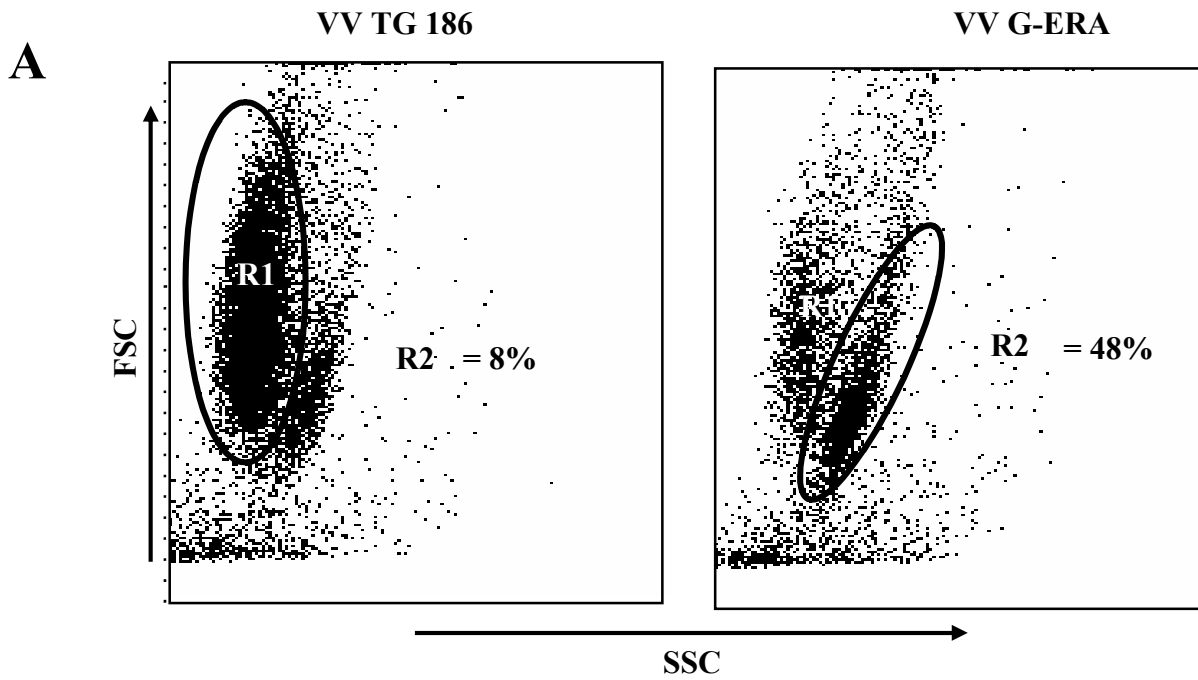 A
VV TG 186
VV G-ERA
FSC
R1
R2 = 8%
R2 = 48%
SSC